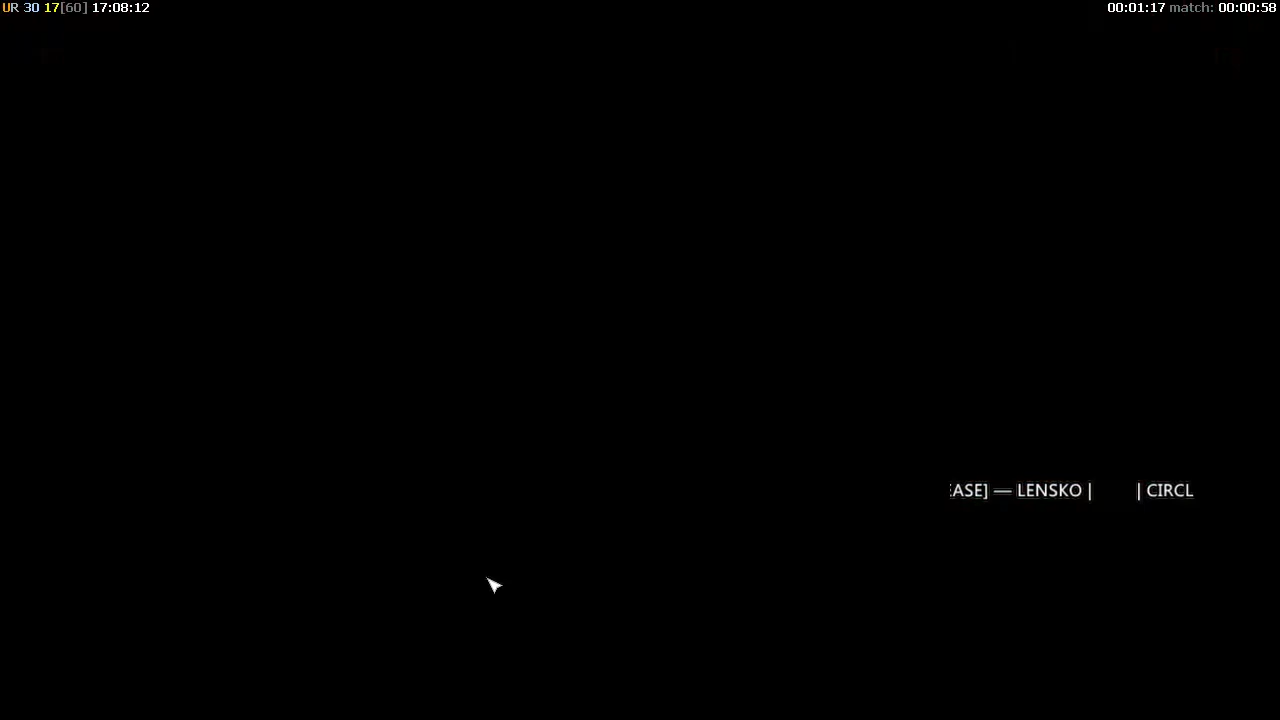 UR 30 17[60] 17:08:12
00:01:17 match: 00:00:58
ASE] — LENSKO | | CIRCL